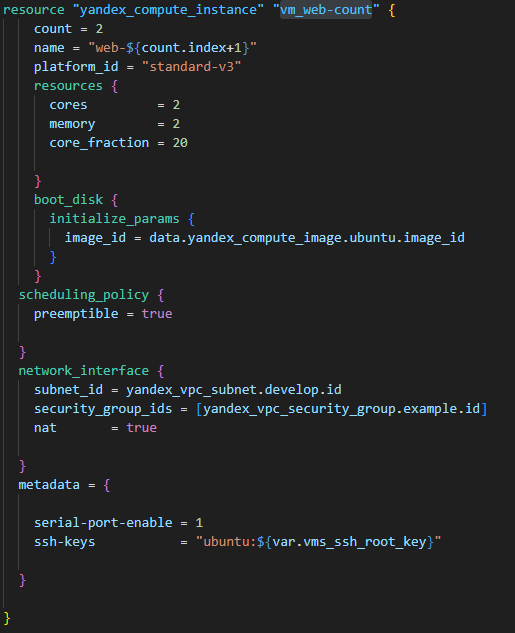 resource "yandex_compute_instance" "vm_web-count" {
    count = 2
    name = "web-${count.index+1}"
    platform_id = "standard-v3"
    resources {
      cores         = 2
      memory        = 2
      core_fraction = 20

    }
    boot_disk {
      initialize_params {
        image_id = data.yandex_compute_image.ubuntu.image_id
      }
    }
  scheduling_policy {
    preemptible = true

  }
  network_interface {
    subnet_id = yandex_vpc_subnet.develop.id
    security_group_ids = [yandex_vpc_security_group.example.id]
    nat       = true

  }
  metadata = {

    serial-port-enable = 1
    ssh-keys           = "ubuntu:${var.vms_ssh_root_key}"

  }

}